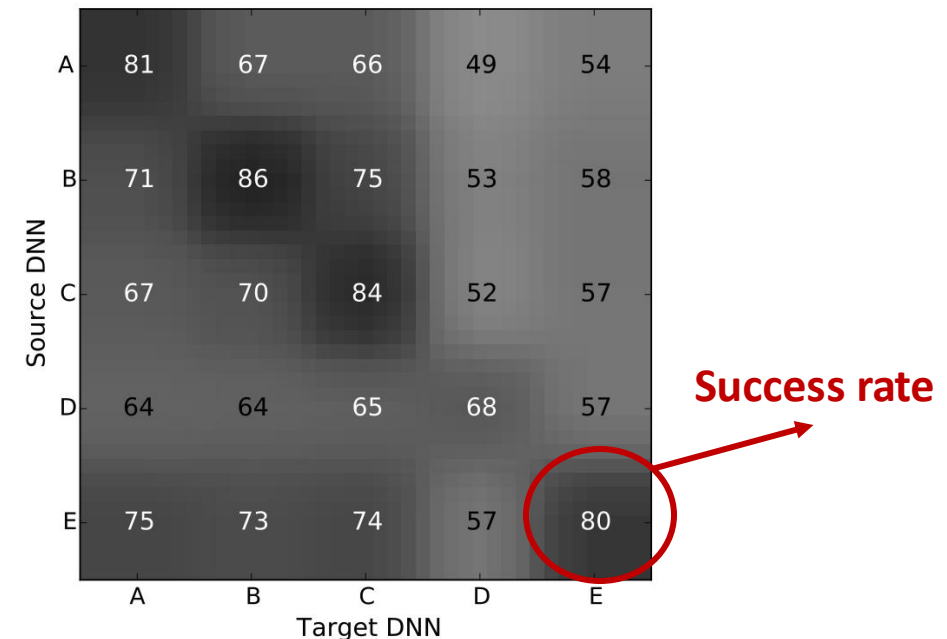 A 81 67 66 49 54
B 71 86 75 53 58
C 67 70 84 52 57
D 64 64 65 68 57
E 75 73 74 57 80
A B C D E
Target DNN
Source DNN
Success rate